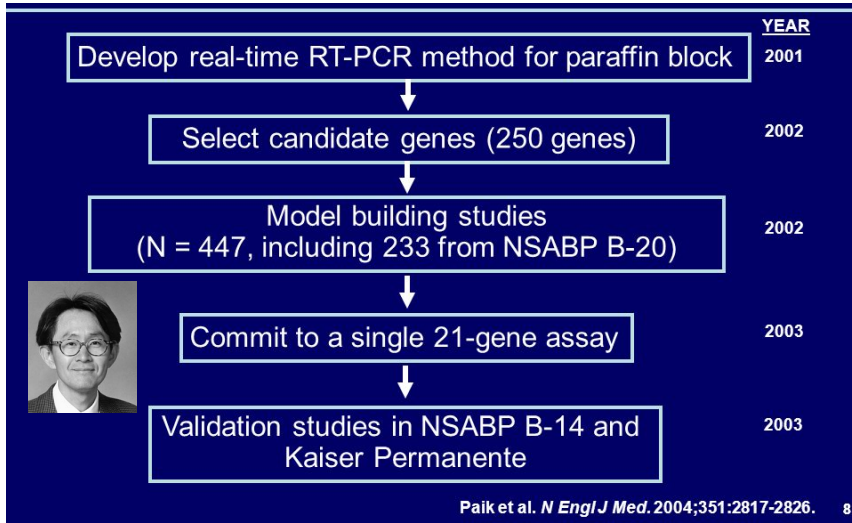 YEAR
Develop real-time RT-PCR method for paraffin block 2001
Select candidate genes (250 genes) 2002
Model building studies
(N = 447, including 233 from NSABP B-20) 2002
Commit to a single 21-gene assay 2003
Validation studies in NSABP B-14 and
Kaiser Permanente 2003
Paik et al. N Engl J Med. 2004;351:2817-2826. 8